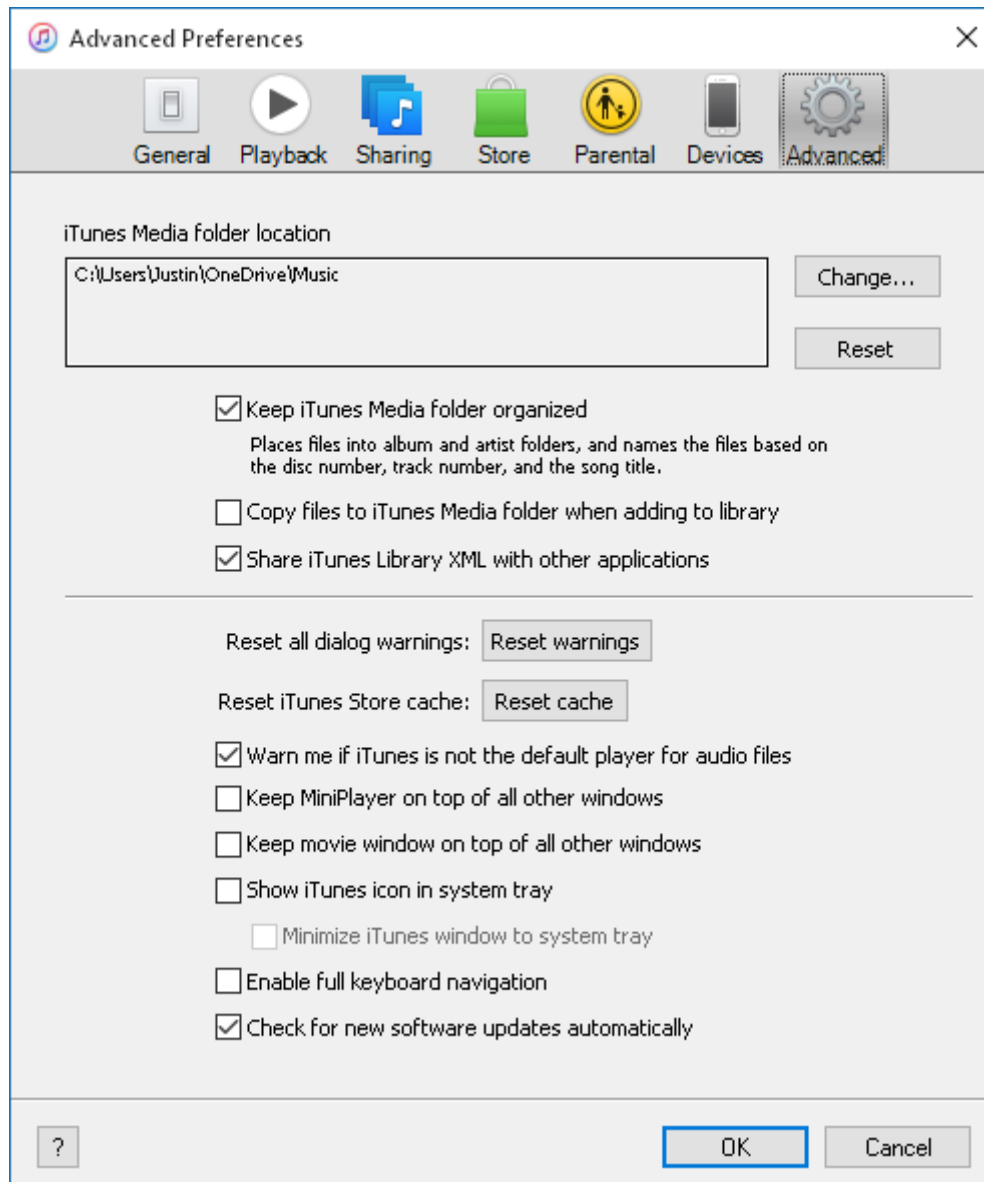 Advanced Preferences
General Playback Sharing Store Parental Devices Advanced
iTunes Media folder location
C:\Users\Justin\OneDrive\Music
Change...
Reset
Keep iTunes Media folder organized
Places files into album and artist folders, and names the files based on
the disc number, track number, and the song title.
Copy files to iTunes Media folder when adding to library
Share iTunes Library XML with other applications
Reset all dialog warnings: Reset warnings
Reset iTunes Store cache: Reset cache
Warn me if iTunes is not the default player for audio files
Keep MiniPlayer on top of all other windows
Keep movie window on top of all other windows
Show iTunes icon in system tray
Minimize iTunes window to system tray
Enable full keyboard navigation
Check for new software updates automatically
? OK Cancel